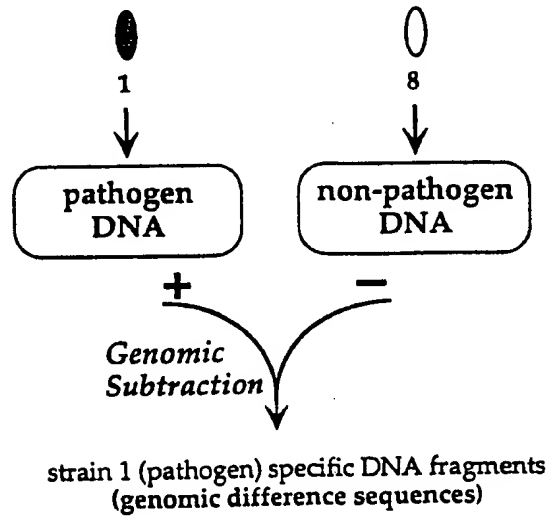 1
8
pathogen
DNA
non-pathogen
DNA
+
−
Genomic
Subtraction
strain 1 (pathogen) specific DNA fragments
(genomic difference sequences)